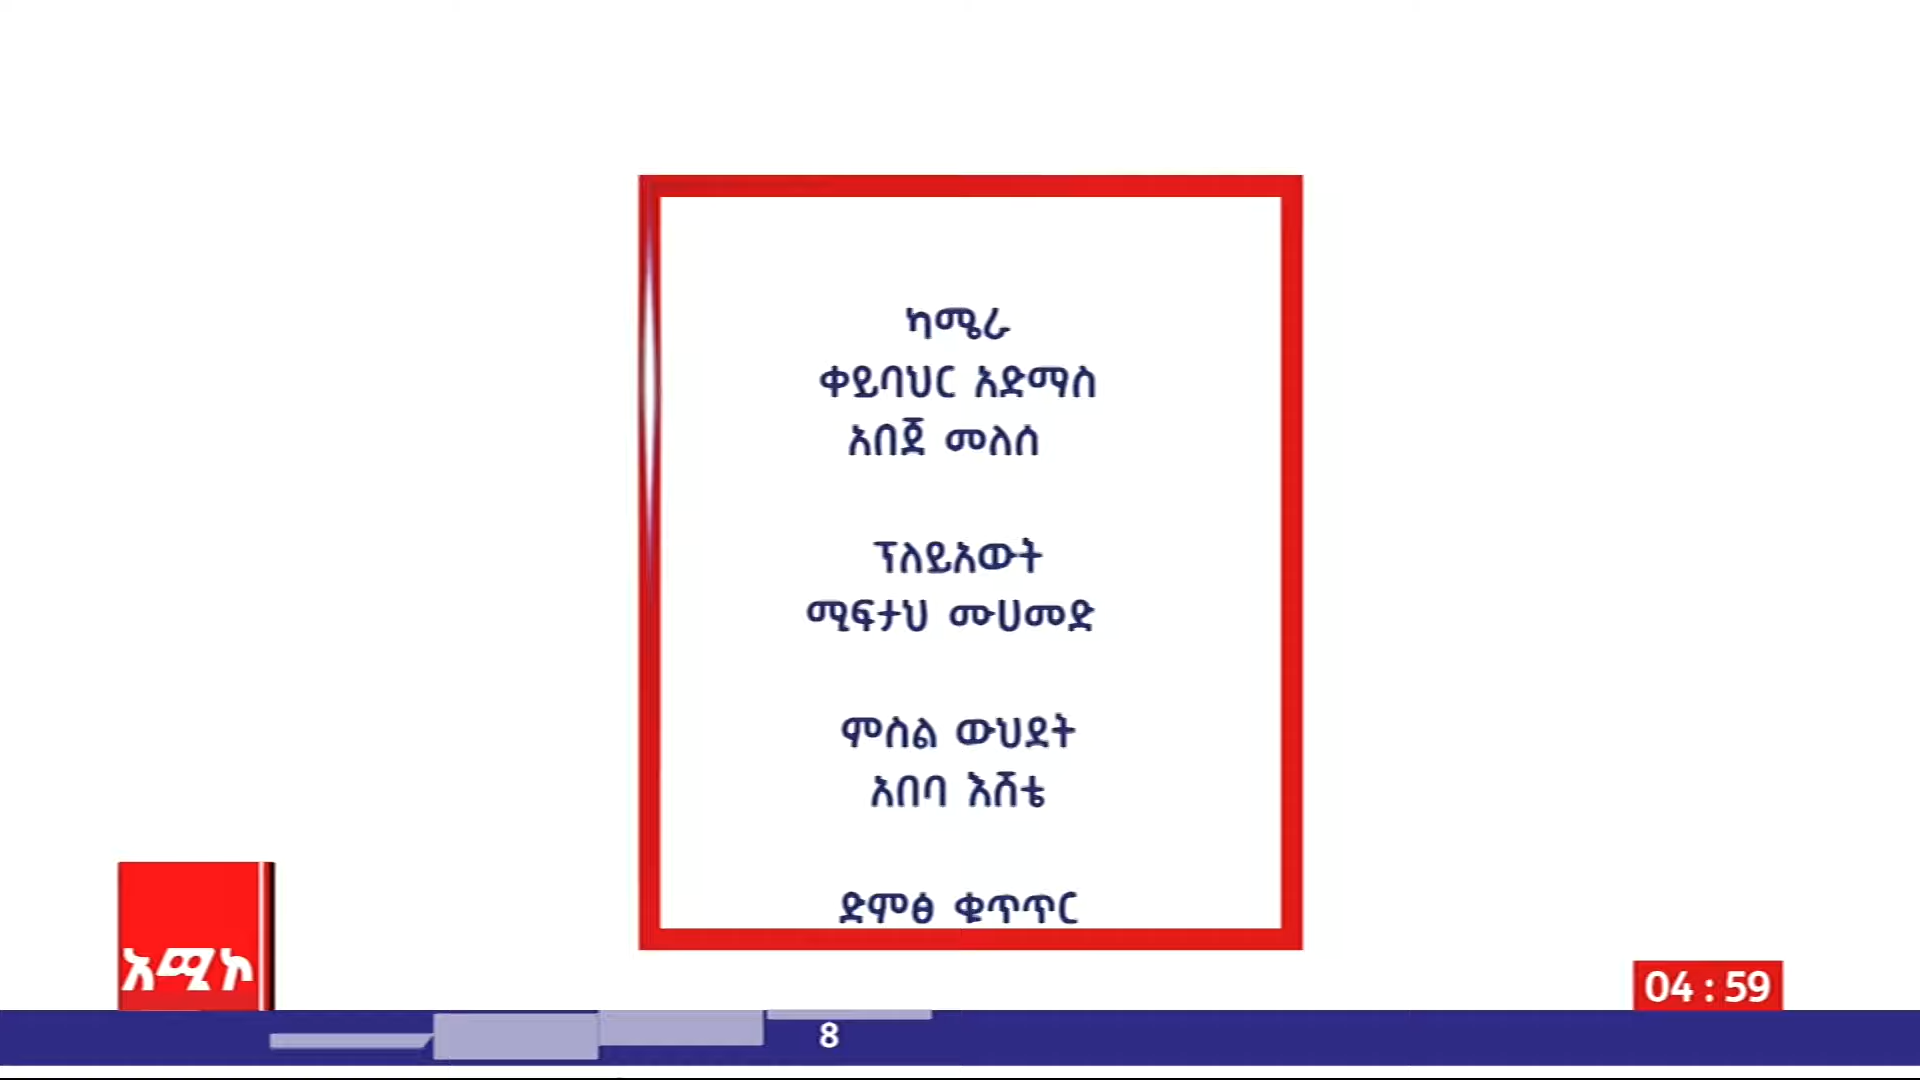 ካሜራ
ቀይባህር አድማስ
አበጀ መለሰ
ፕለይአውት
ሚፍታህ ሙሀመድ
ምስል ውህደት
አበባ እሸቴ
ድምፅ ቁጥጥር
አሚኮ
04 : 59
8